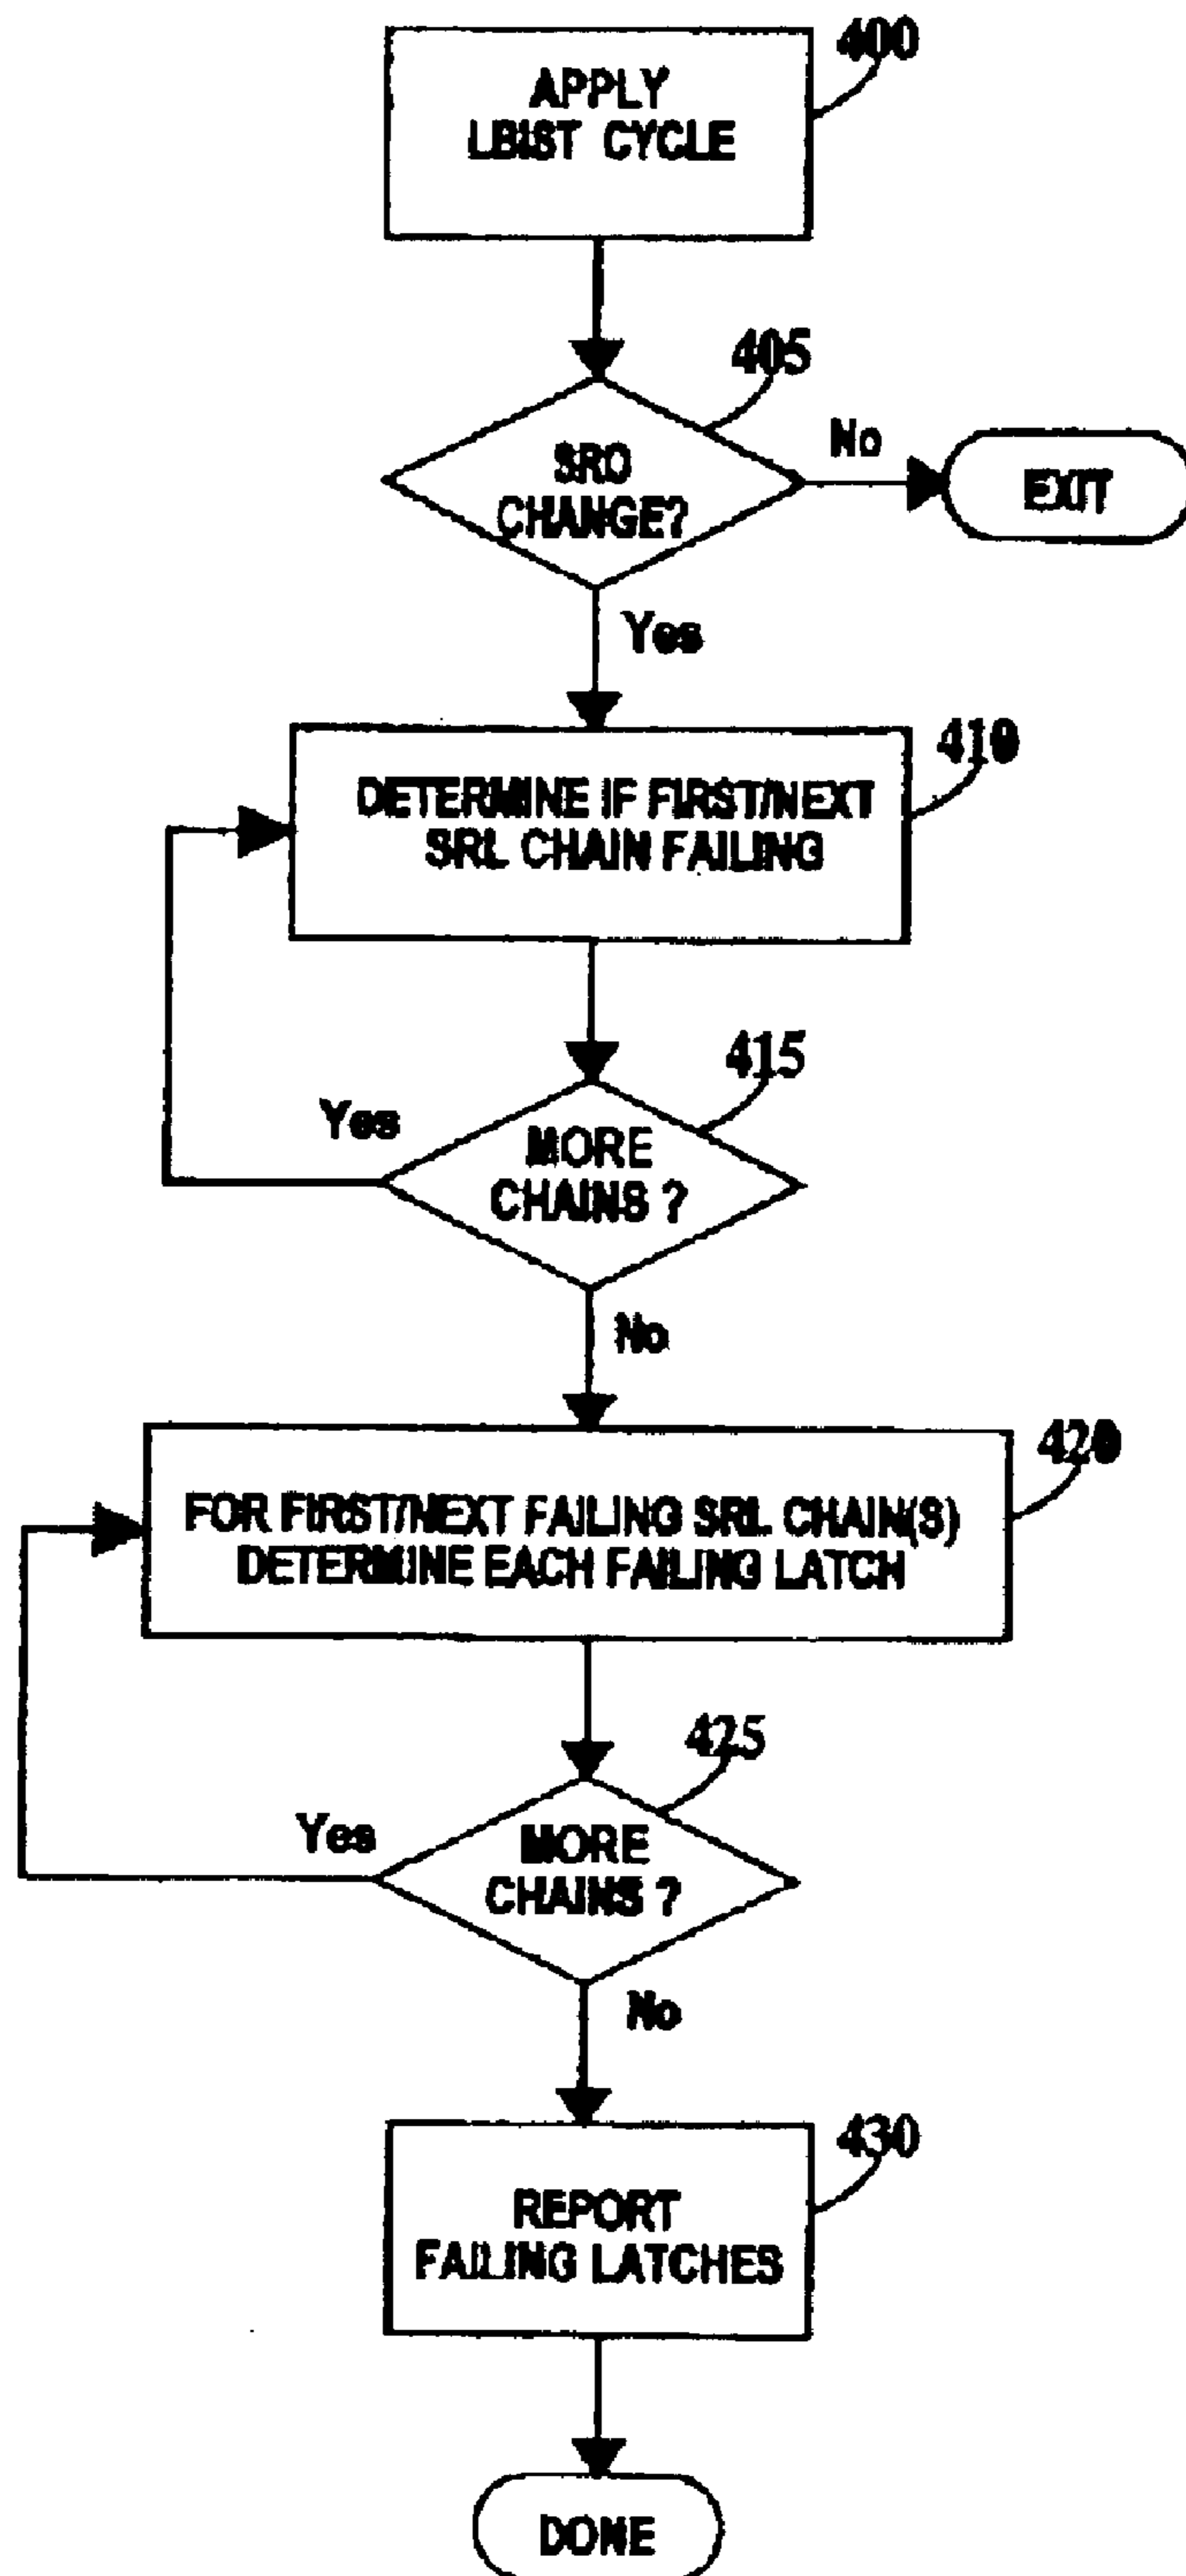 400
APPLY
LBIST CYCLE
405
SRO
CHANGE?
No
EXIT
Yes
410
DETERMINE IF FIRST/NEXT
SRL CHAIN FAILING
415
Yes
MORE
CHAINS ?
No
420
FOR FIRST/NEXT FAILING SRL CHAIN(S)
DETERMINE EACH FAILING LATCH
425
Yes
MORE
CHAINS ?
No
430
REPORT
FAILING LATCHES
DONE